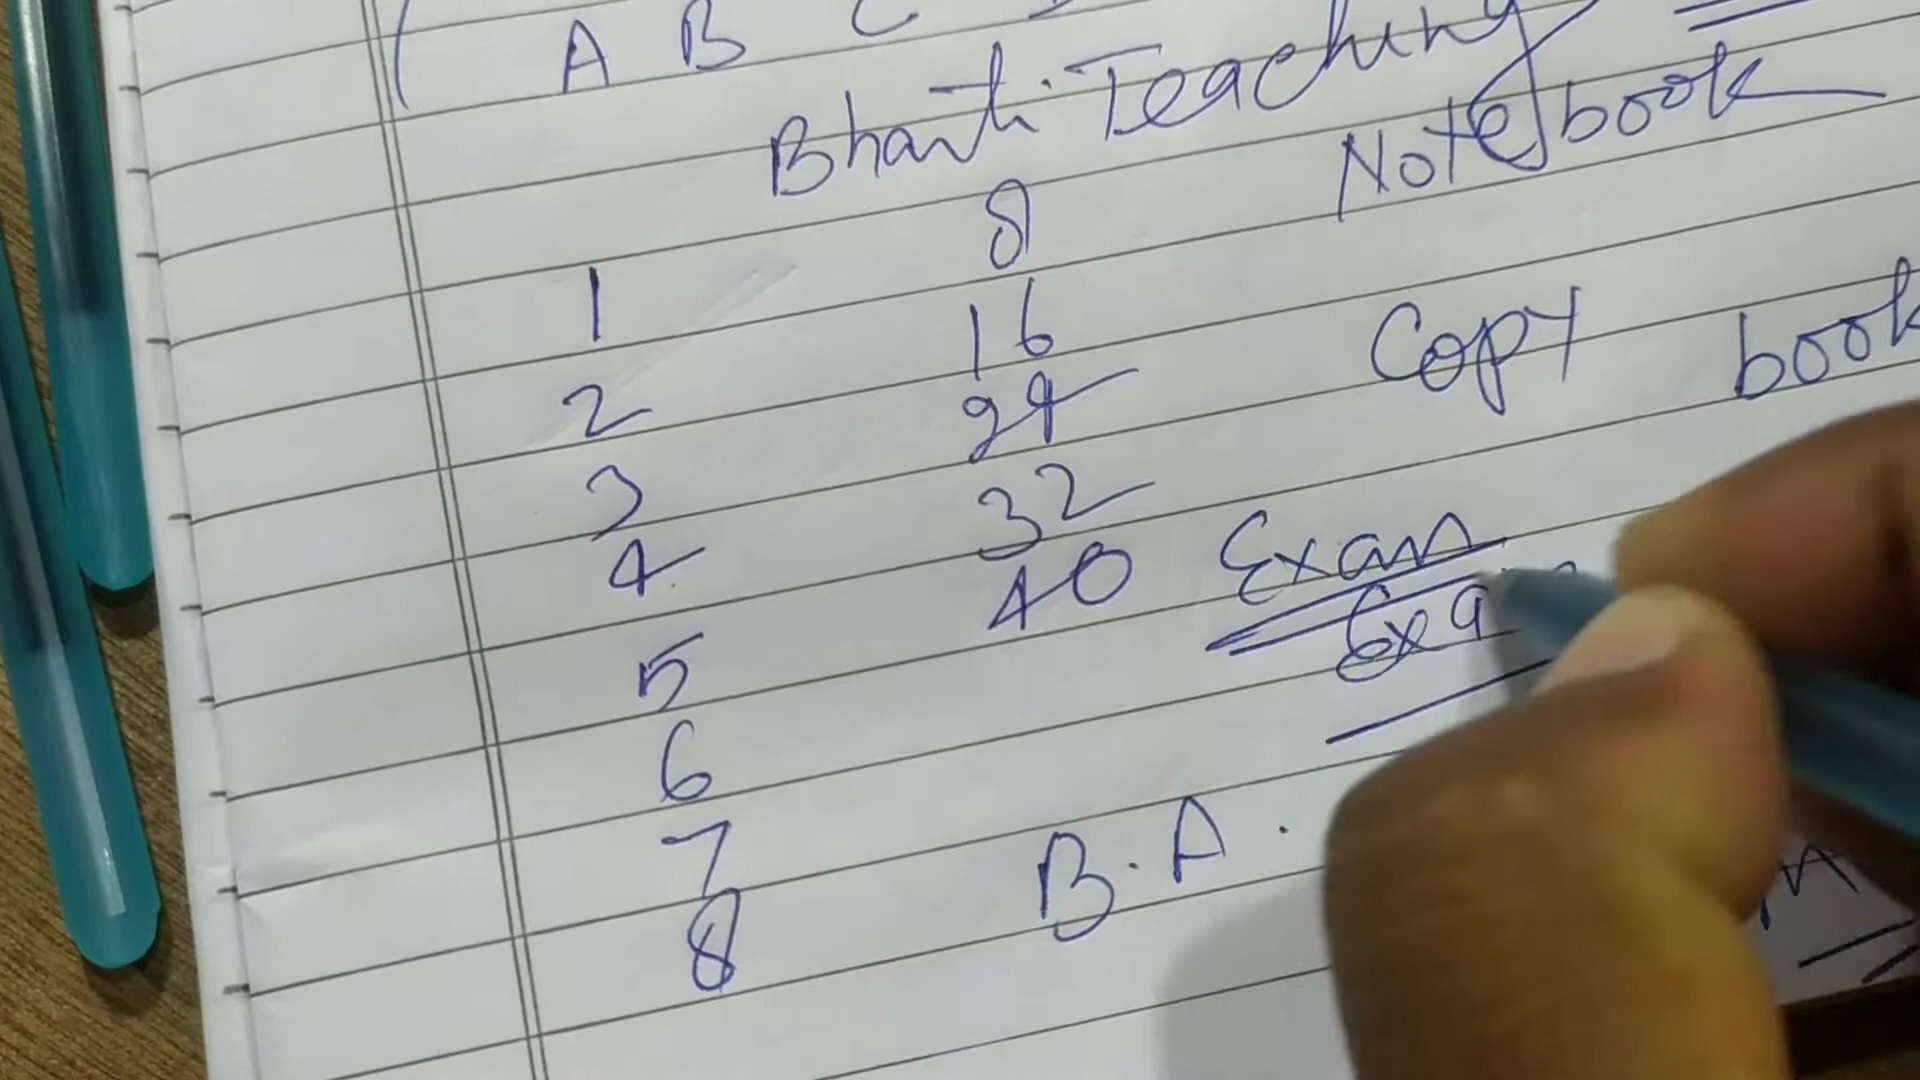 A B C
Bharti Teaching
Notebook
8
1 16 Copy book
2 24
3 32 Exam
4 40 Exa
5
6
7 B.A.
8